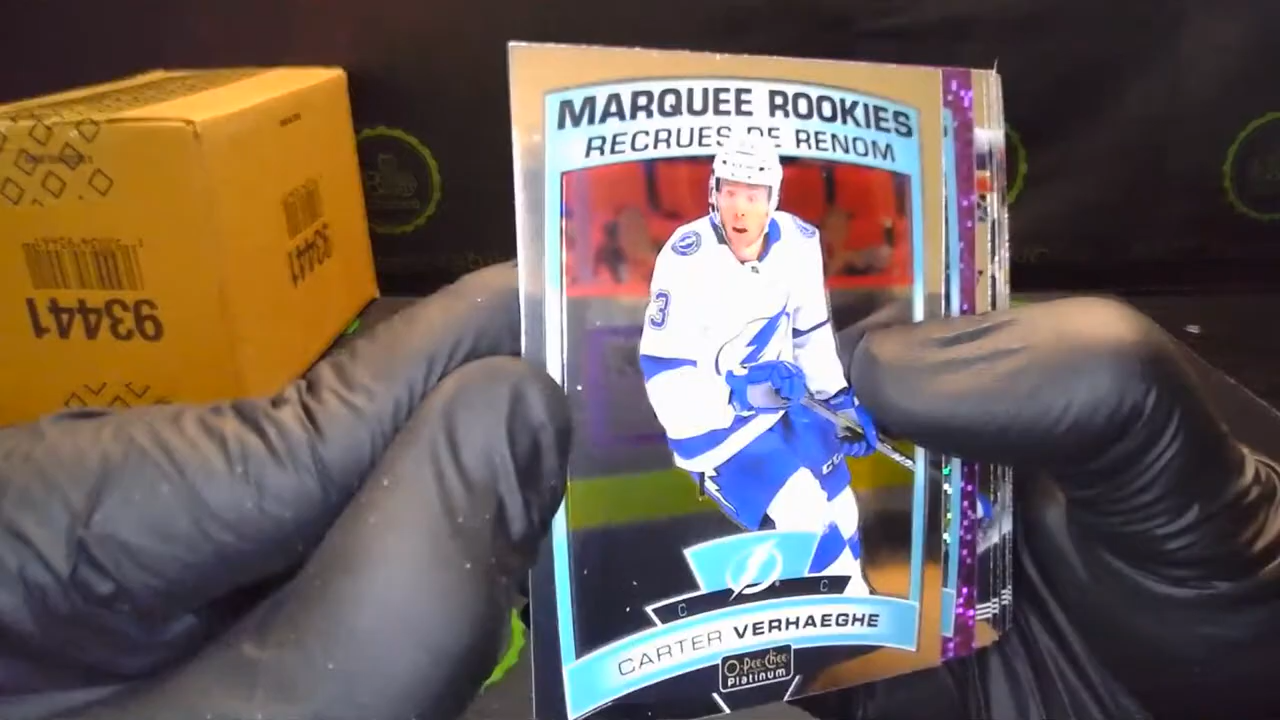 MARQUEE ROOKIES
RECRUES DE RENOM
3
C C
CARTER VERHAEGHE
O-Pee-Chee
Platinum
93441
93441